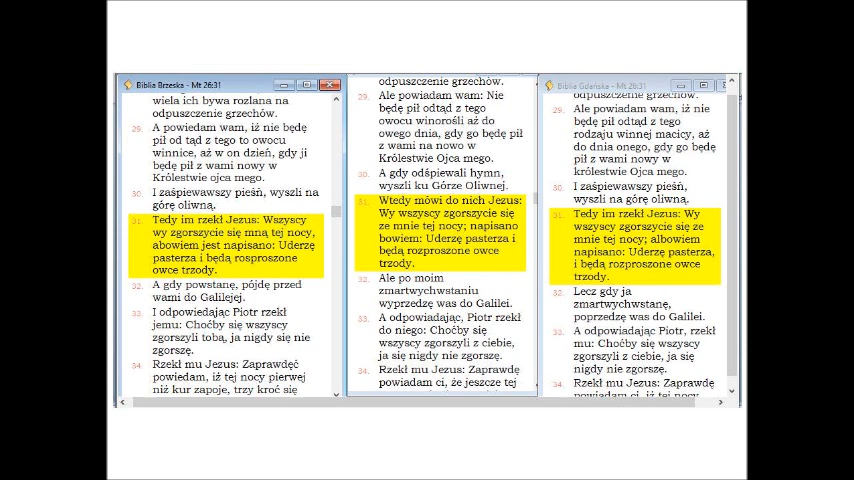 Biblia Brzeska - Mt 26:31
wiela ich bywa rozlana na
odpuszczenie grzechów.
29. A powiedam wam, iż nie będę
pił od tąd z tego to owocu
winnice, aż w on dzień, gdy ji
będę pił z wami nowy w
Królestwie ojca mego.
30. I zaśpiewawszy pieśń, wyszli na
górę oliwną.
31. Tedy im rzekł Jezus: Wszyscy
wy zgorszycie się mną tej nocy,
abowiem jest napisano: Uderzę
pasterza i będą rosproszone
owce trzody.
32. A gdy powstanę, pójdę przed
wami do Galilejej.
33. I odpowiedając Piotr rzekł
jemu: Choćby się wszyscy
zgorszyli tobą, ja nigdy się nie
zgorszę.
34. Rzekł mu Jezus: Zaprawdęć
powiedam, iż tej nocy pierwej
niż kur zapoje, trzy kroć się
odpuszczenie grzechów.
29. Ale powiadam wam: Nie
będę pił odtąd z tego
owocu winorośli aż do
owego dnia, gdy go będę pił
z wami na nowo w
Królestwie Ojca mego.
30. A gdy odśpiewali hymn,
wyszli ku Górze Oliwnej.
31. Wtedy mówi do nich Jezus:
Wy wszyscy zgorszycie się
ze mnie tej nocy; napisano
bowiem: Uderzę pasterza i
będą rozproszone owce
trzody.
32. Ale po moim
zmartwychwstaniu
wyprzedzę was do Galilei.
33. A odpowiadając, Piotr rzekł
do niego: Choćby się
wszyscy zgorszyli z ciebie,
ja się nigdy nie zgorszę.
34. Rzekł mu Jezus: Zaprawdę
powiadam ci, że jeszcze tej
Biblia Gdańska - Mt 26:31
odpuszczenie grzechów.
29. Ale powiadam wam, iż nie
będę pił odtąd z tego
rodzaju winnej macicy, aż
do dnia onego, gdy go będę
pił z wami nowy w
królestwie Ojca mego.
30. I zaśpiewawszy pieśń,
wyszli na górę oliwną.
31. Tedy im rzekł Jezus: Wy
wszyscy zgorszycie się ze
mnie tej nocy; albowiem
napisano: Uderzę pasterza,
i będą rozproszone owce
trzody.
32. Lecz gdy ja
zmartwychwstanę,
poprzedzę was do Galilei.
33. A odpowiadając Piotr, rzekł
mu: Choćby się wszyscy
zgorszyli z ciebie, ja się
nigdy nie zgorszę.
34. Rzekł mu Jezus: Zaprawdę
powiadam ci, iż tej nocy